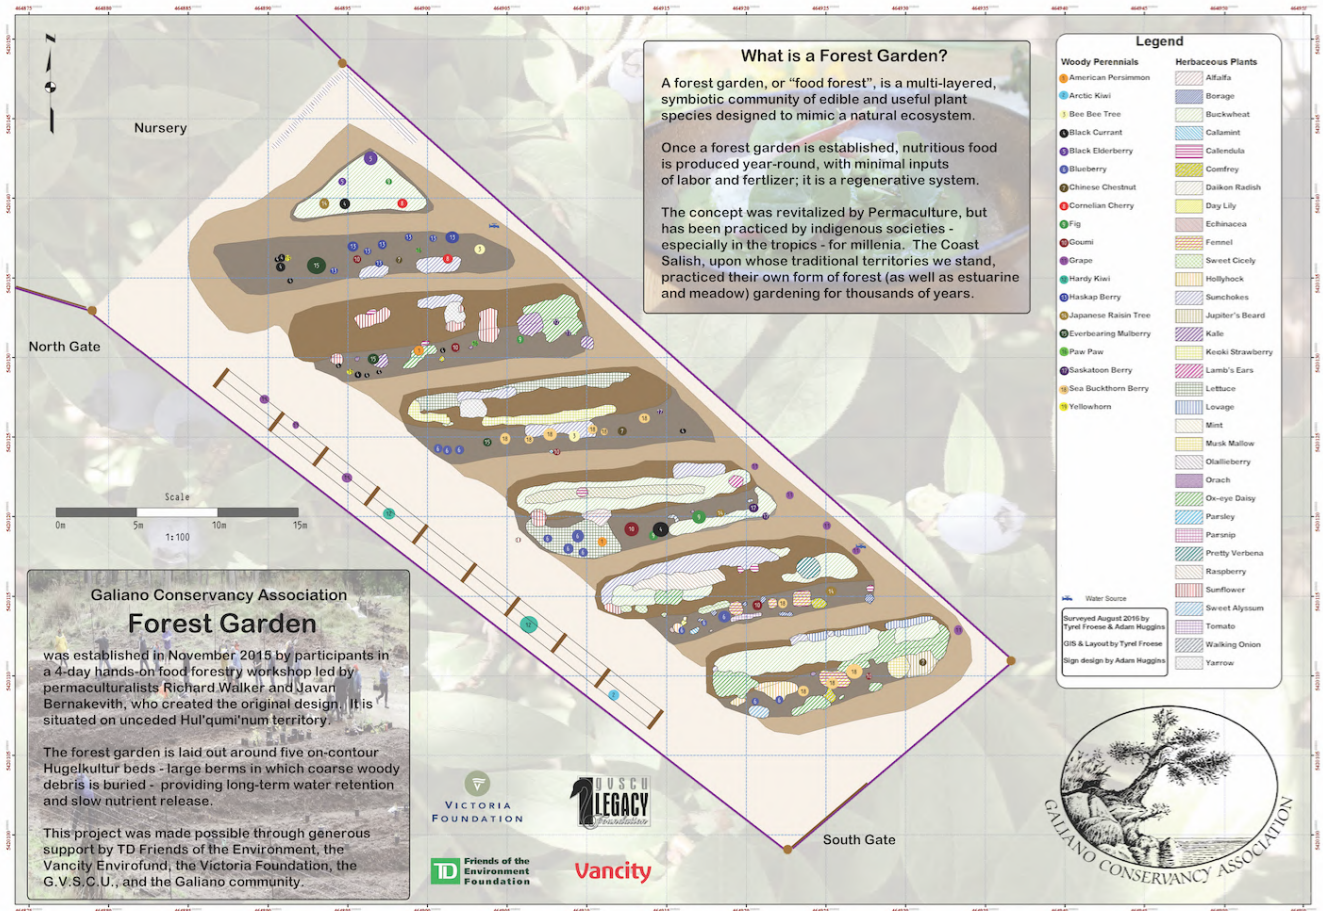 Nursery
North Gate
Scale
0m 5m 10m 15m
1:100
South Gate
What is a Forest Garden?
A forest garden, or “food forest”, is a multi-layered,
symbiotic community of edible and useful plant
species designed to mimic a natural ecosystem.
Once a forest garden is established, nutritious food
is produced year-round, with minimal inputs
of labor and fertlizer; it is a regenerative system.
The concept was revitalized by Permaculture, but
has been practiced by indigenous societies -
especially in the tropics - for millenia. The Coast
Salish, upon whose traditional territories we stand,
practiced their own form of forest (as well as estuarine
and meadow) gardening for thousands of years.
Galiano Conservancy Association
Forest Garden
was established in November 2015 by participants in
a 4-day hands-on food forestry workshop led by
permaculturalists Richard Walker and Javan
Bernakevith, who created the original design. It is
situated on unceded Hul'qumi'num territory.
The forest garden is laid out around five on-contour
Hugelkultur beds - large berms in which coarse woody
debris is buried - providing long-term water retention
and slow nutrient release.
This project was made possible through generous
support by TD Friends of the Environment, the
Vancity Envirofund, the Victoria Foundation, the
G.V.S.C.U., and the Galiano community.
VICTORIA
FOUNDATION
GVSCU
LEGACY
Foundation
TD
Friends of the
Environment
Foundation
Vancity
Legend
Woody Perennials
American Persimmon
Arctic Kiwi
Bee Bee Tree
Black Currant
Black Elderberry
Blueberry
Chinese Chestnut
Cornelian Cherry
Fig
Goumi
Grape
Hardy Kiwi
Haskap Berry
Japanese Raisin Tree
Everbearing Mulberry
Paw Paw
Saskatoon Berry
Sea Buckthorn Berry
Yellowhorn
Herbaceous Plants
Alfalfa
Borage
Buckwheat
Calamint
Calendula
Comfrey
Daikon Radish
Day Lily
Echinacea
Fennel
Sweet Cicely
Hollyhock
Sunchokes
Jupiter's Beard
Kale
Keoki Strawberry
Lamb's Ears
Lettuce
Lovage
Mint
Musk Mallow
Olallieberry
Orach
Ox-eye Daisy
Parsley
Parsnip
Pretty Verbena
Raspberry
Sunflower
Sweet Alyssum
Tomato
Walking Onion
Yarrow
Water Source
Surveyed August 2016 by
Tyrel Froese & Adam Huggins
GIS & Layout by Tyrel Froese
Sign design by Adam Huggins
GALIANO CONSERVANCY ASSOCIATION